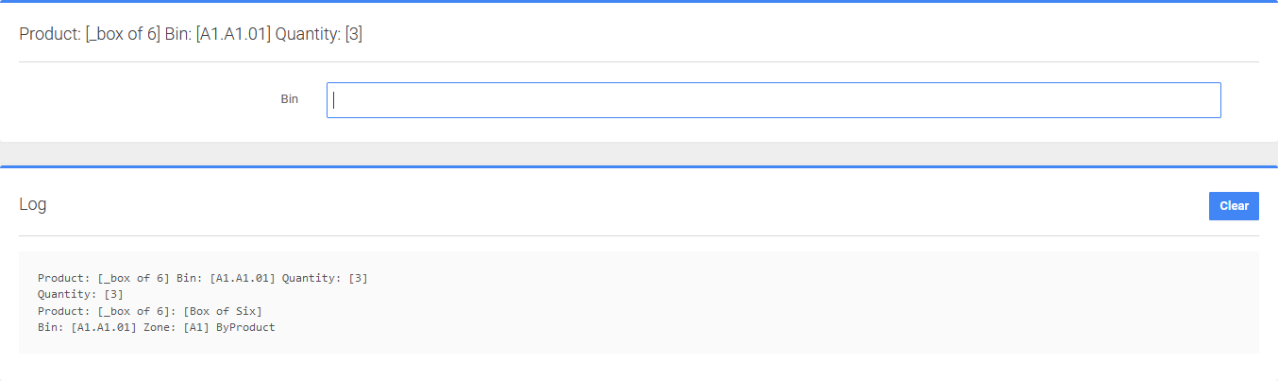 Product: [_box of 6] Bin: [A1.A1.01] Quantity: [3]
Bin
Log
Clear
Product: [_box of 6] Bin: [A1.A1.01] Quantity: [3]
Quantity: [3]
Product: [_box of 6]: [Box of Six]
Bin: [A1.A1.01] Zone: [A1] ByProduct